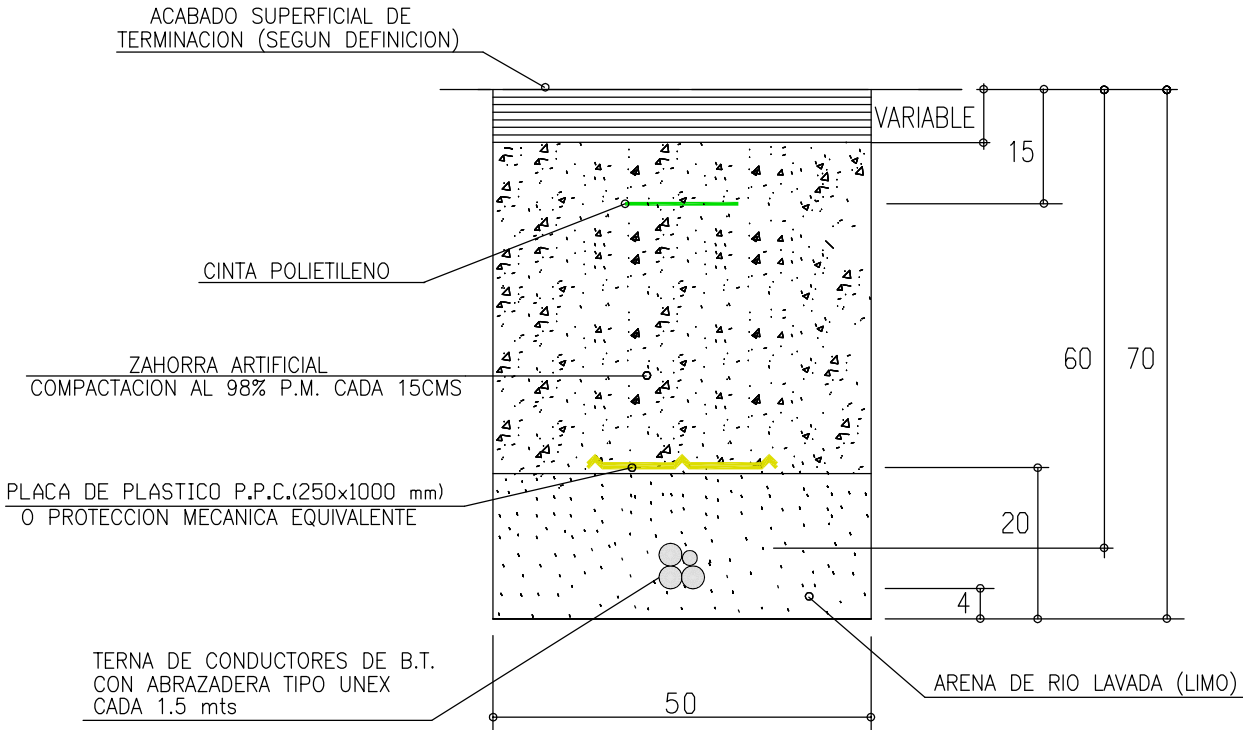 ACABADO SUPERFICIAL DE
TERMINACION (SEGUN DEFINICION)
VARIABLE
15
CINTA POLIETILENO
ZAHORRA ARTIFICIAL
COMPACTACION AL 98% P.M. CADA 15CMS
60
70
PLACA DE PLASTICO P.P.C.(250x1000 mm)
O PROTECCION MECANICA EQUIVALENTE
20
4
TERNA DE CONDUCTORES DE B.T.
CON ABRAZADERA TIPO UNEX
CADA 1.5 mts
ARENA DE RIO LAVADA (LIMO)
50